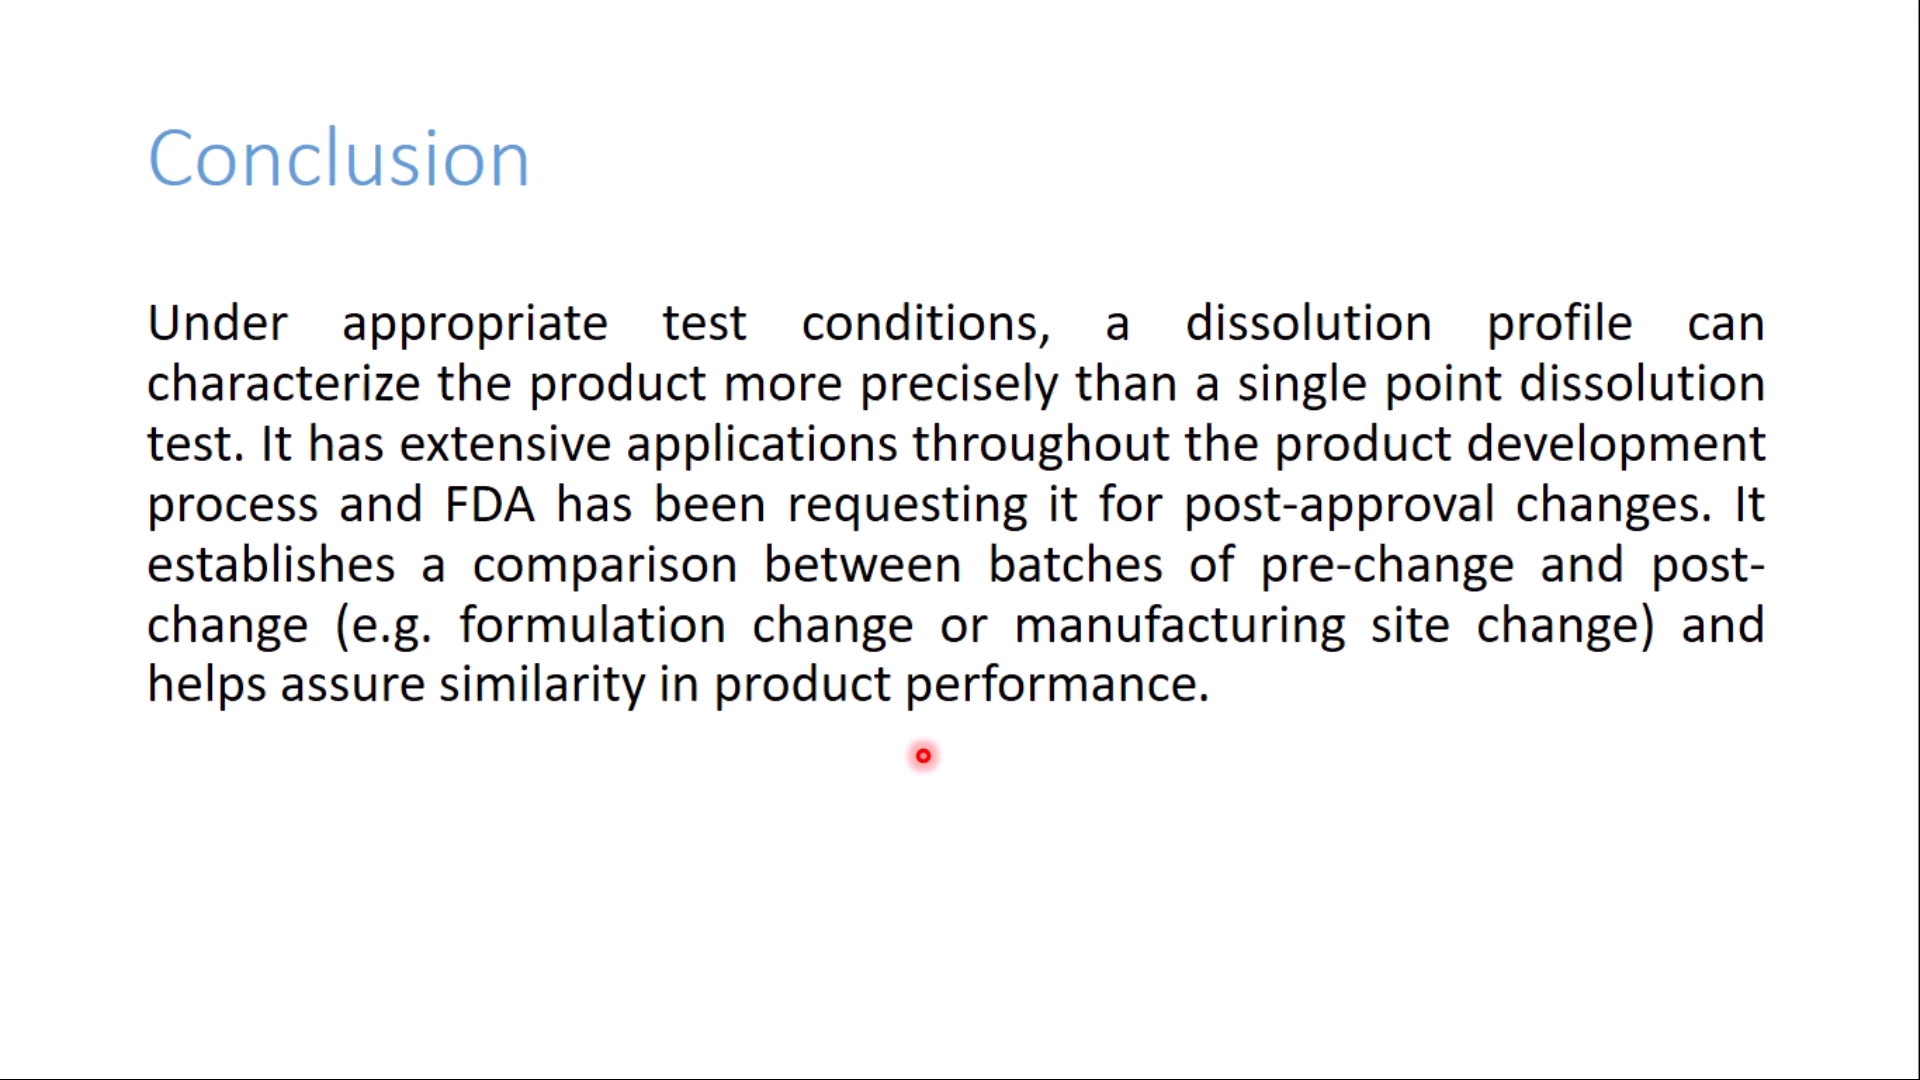 Conclusion
Under appropriate test conditions, a dissolution profile can
characterize the product more precisely than a single point dissolution
test. It has extensive applications throughout the product development
process and FDA has been requesting it for post-approval changes. It
establishes a comparison between batches of pre-change and post-
change (e.g. formulation change or manufacturing site change) and
helps assure similarity in product performance.